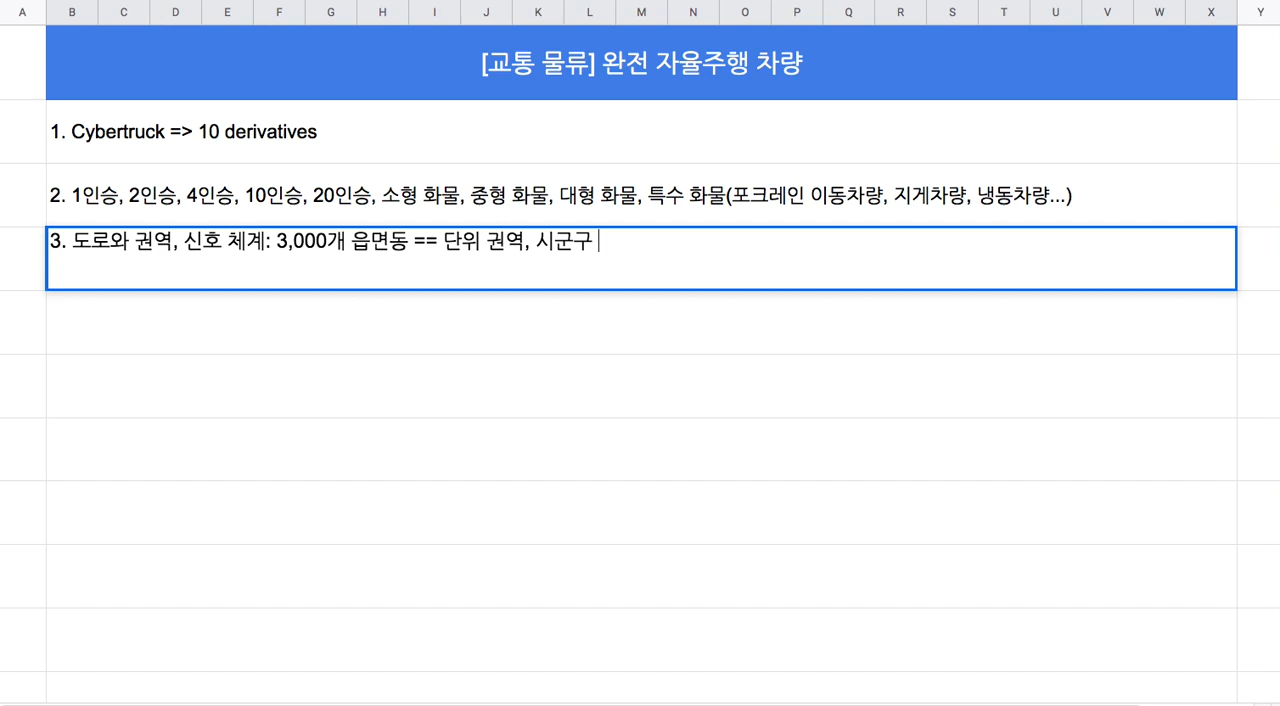 A B C D E F G H I J K L M N O P Q R S T U V W X Y
[교통 물류] 완전 자율주행 차량
1. Cybertruck => 10 derivatives
2. 1인승, 2인승, 4인승, 10인승, 20인승, 소형 화물, 중형 화물, 대형 화물, 특수 화물(포크레인 이동차량, 지게차량, 냉동차량...)
3. 도로와 권역, 신호 체계: 3,000개 읍면동 == 단위 권역, 시군구